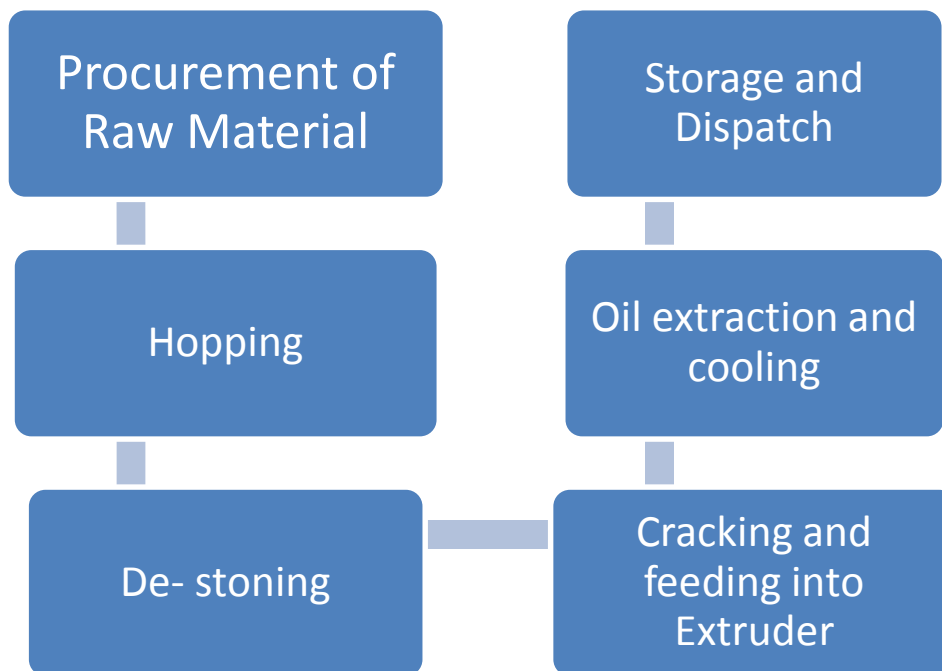 Procurement of
Raw Material
Hopping
De- stoning
Cracking and
feeding into
Extruder
Oil extraction and
cooling
Storage and
Dispatch